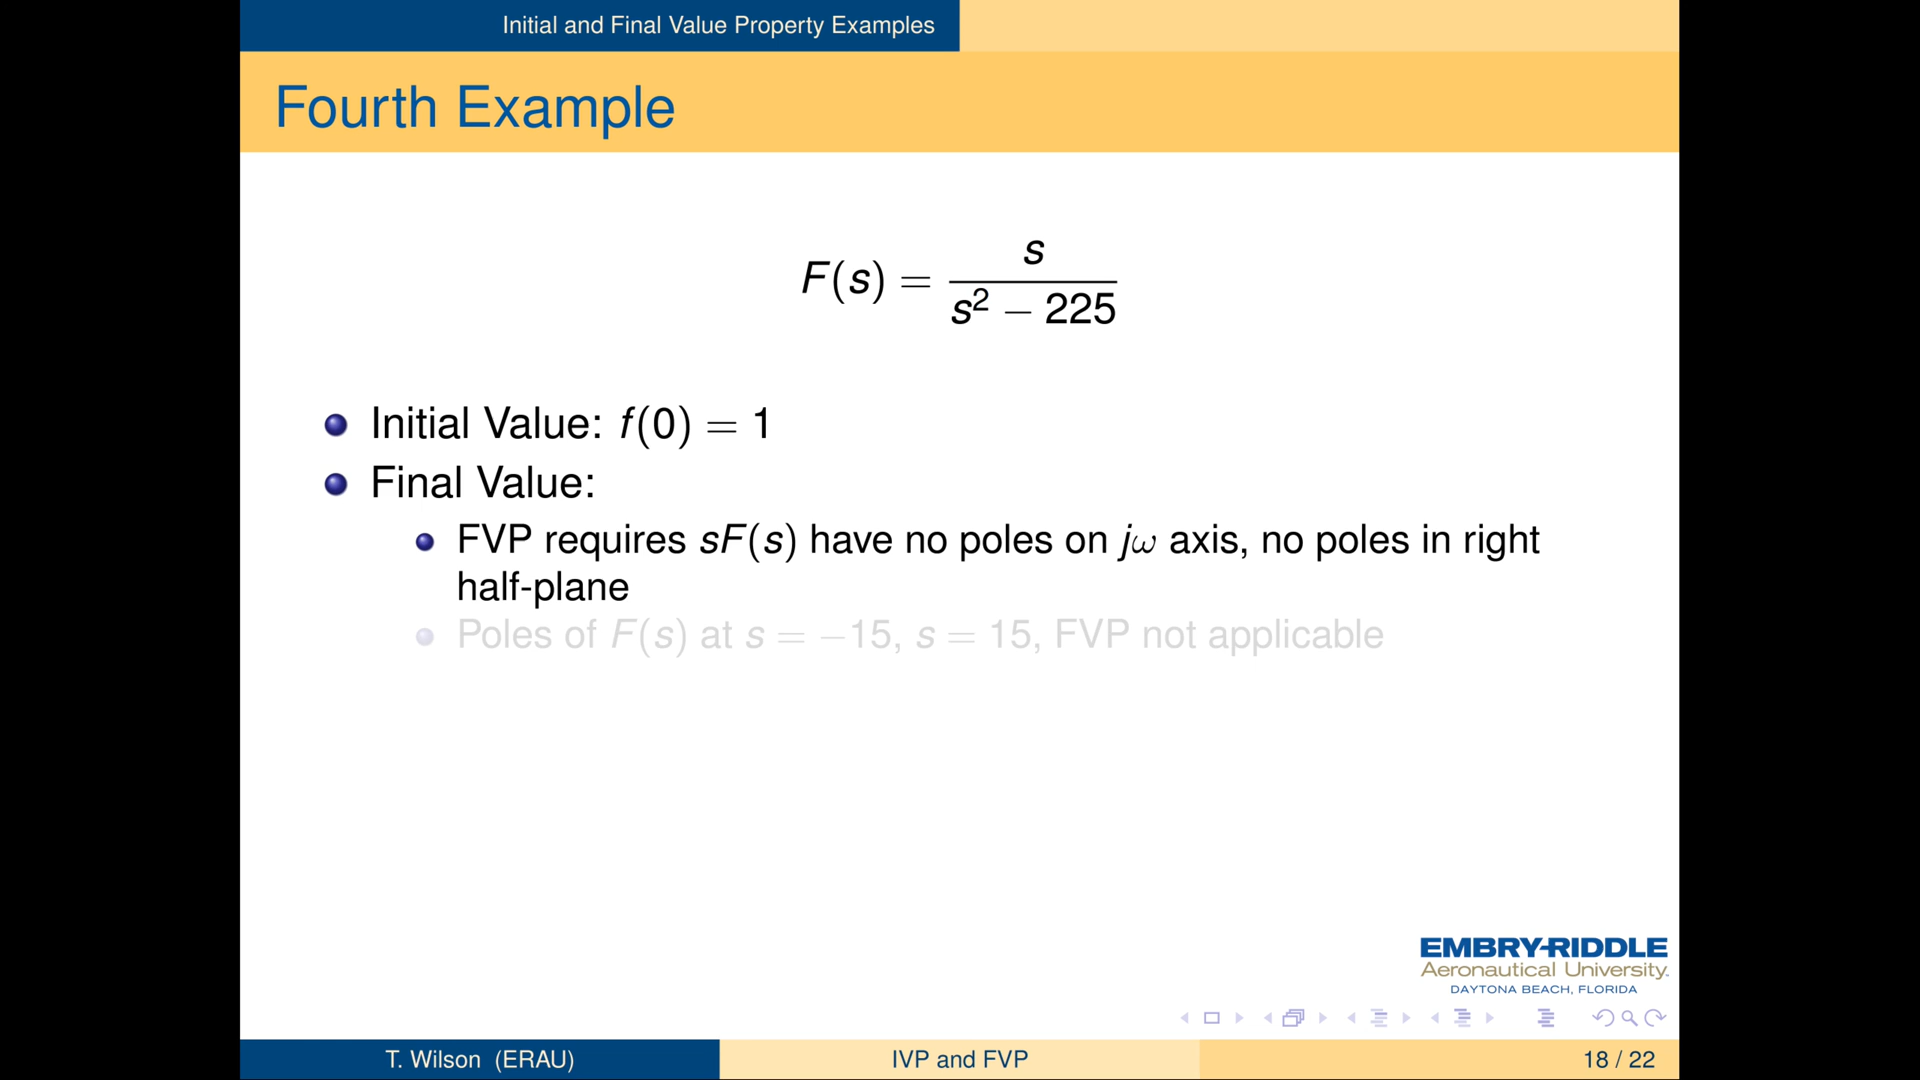 Initial and Final Value Property Examples
Fourth Example
F(s) = s / (s² − 225)
Initial Value: f(0) = 1
Final Value:
FVP requires sF(s) have no poles on jω axis, no poles in right
half-plane
Poles of F(s) at s = −15, s = 15, FVP not applicable
EMBRY-RIDDLE
Aeronautical University.
DAYTONA BEACH, FLORIDA
T. Wilson (ERAU)
IVP and FVP
18 / 22